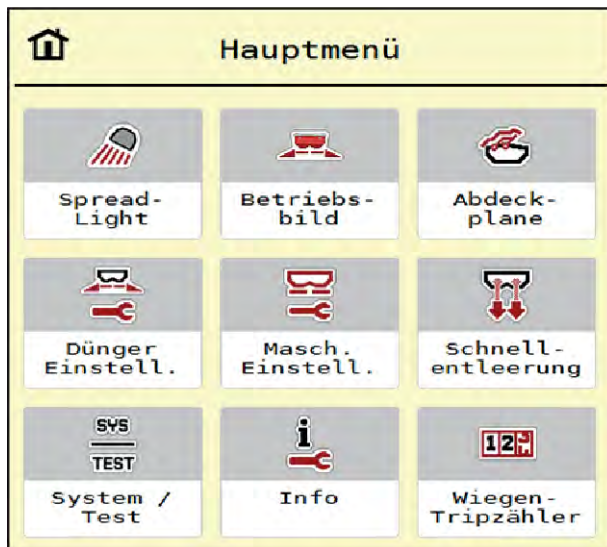 Hauptmenü
Spread-
Light
Betriebs-
bild
Abdeck-
plane
Dünger
Einstell.
Masch.
Einstell.
Schnell-
entleerung
SYS
TEST
i
123
System /
Test
Info
Wiegen-
Tripzähler